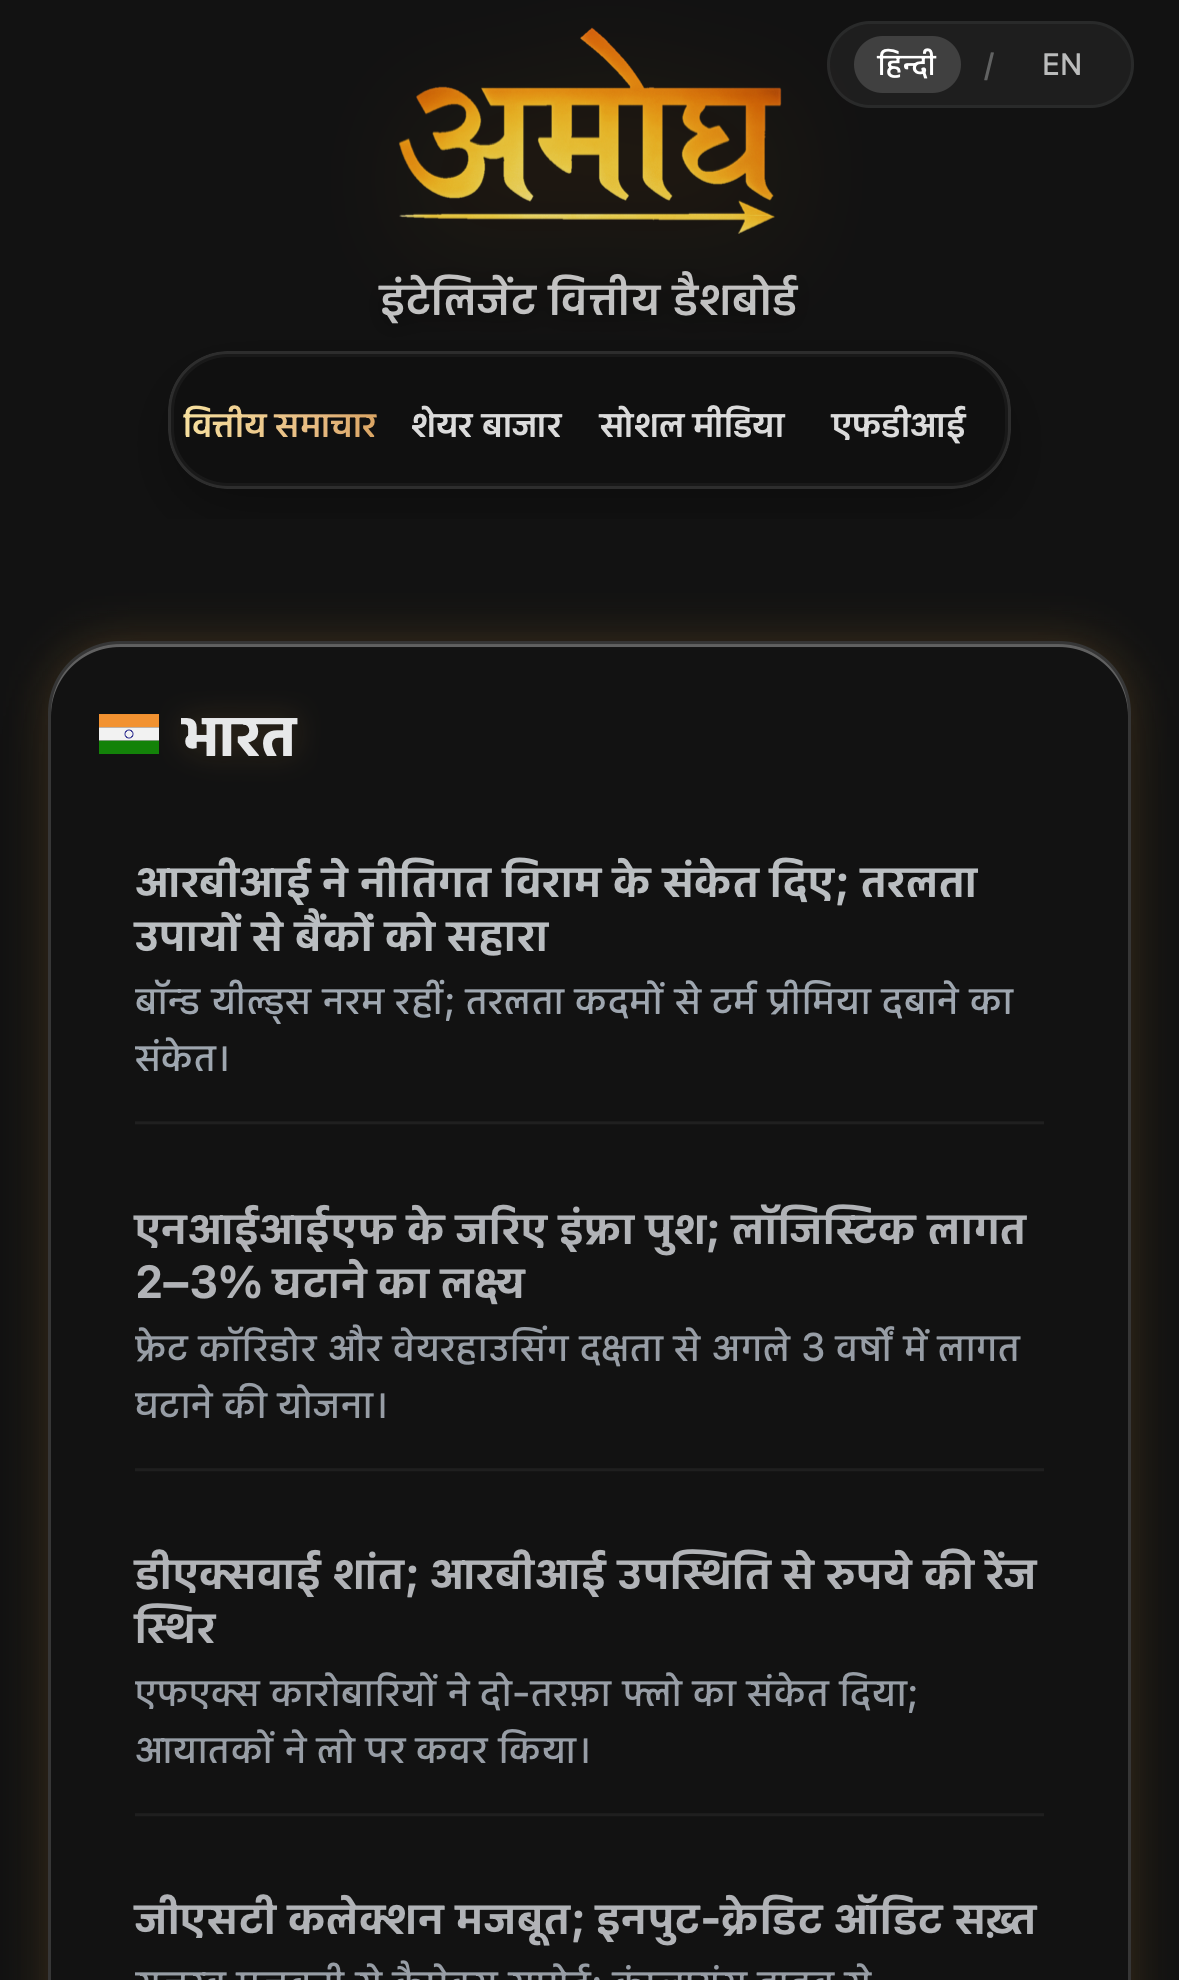 अमोघ
हिन्दी / EN
इंटेलिजेंट वित्तीय डैशबोर्ड
वित्तीय समाचार शेयर बाजार सोशल मीडिया एफडीआई
भारत
आरबीआई ने नीतिगत विराम के संकेत दिए; तरलता
उपायों से बैंकों को सहारा
बॉन्ड यील्ड्स नरम रहीं; तरलता कदमों से टर्म प्रीमिया दबाने का
संकेत।
एनआईआईएफ के जरिए इंफ्रा पुश; लॉजिस्टिक लागत
2–3% घटाने का लक्ष्य
फ्रेट कॉरिडोर और वेयरहाउसिंग दक्षता से अगले 3 वर्षों में लागत
घटाने की योजना।
डीएक्सवाई शांत; आरबीआई उपस्थिति से रुपये की रेंज
स्थिर
एफएक्स कारोबारियों ने दो-तरफ़ा फ्लो का संकेत दिया;
आयातकों ने लो पर कवर किया।
जीएसटी कलेक्शन मजबूत; इनपुट-क्रेडिट ऑडिट सख़्त